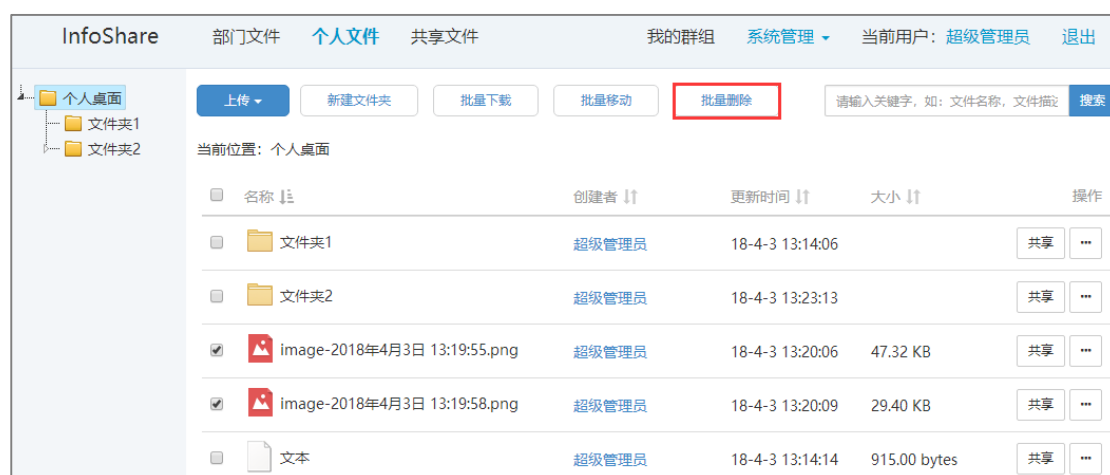 InfoShare 部门文件 个人文件 共享文件 我的群组 系统管理 当前用户：超级管理员 退出
个人桌面
文件夹1
文件夹2
上传 新建文件夹 批量下载 批量移动 批量删除 请输入关键字，如：文件名称，文件描述 搜索
当前位置：个人桌面
名称 创建者 更新时间 大小 操作
文件夹1 超级管理员 18-4-3 13:14:06 共享 ···
文件夹2 超级管理员 18-4-3 13:23:13 共享 ···
image-2018年4月3日 13:19:55.png 超级管理员 18-4-3 13:20:06 47.32 KB 共享 ···
image-2018年4月3日 13:19:58.png 超级管理员 18-4-3 13:20:09 29.40 KB 共享 ···
文本 超级管理员 18-4-3 13:14:14 915.00 bytes 共享 ···